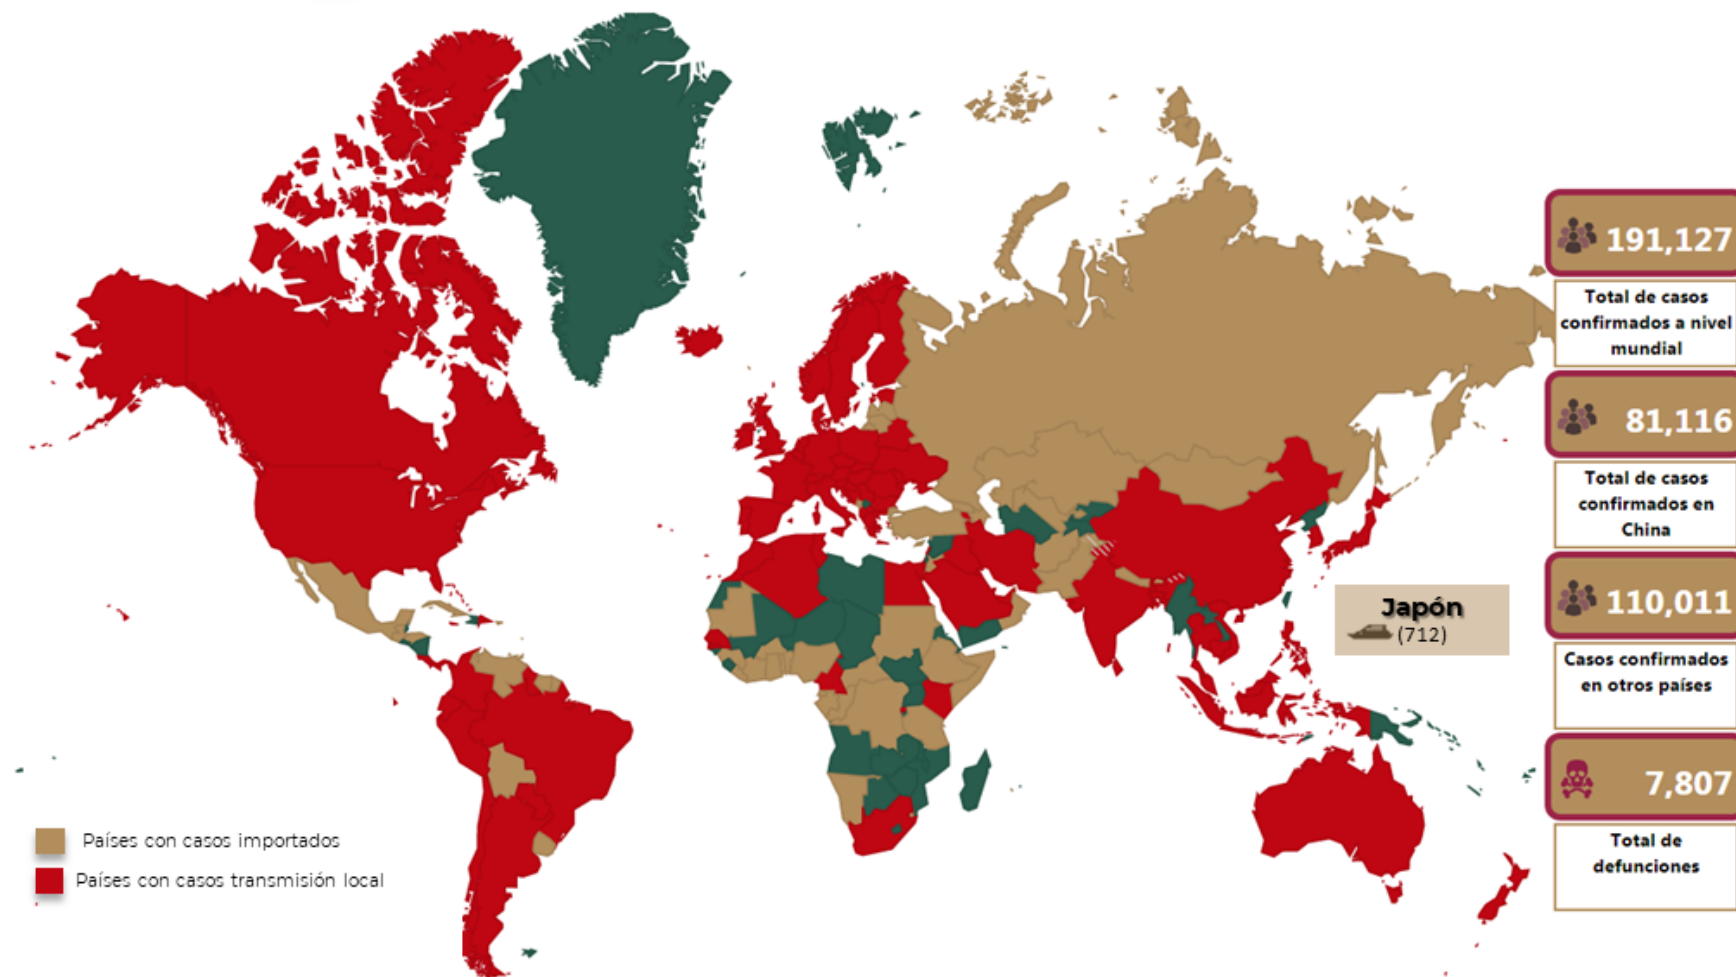 191,127
Total de casos
confirmados a nivel
mundial
81,116
Total de casos
confirmados en
China
110,011
Casos confirmados
en otros países
7,807
Total de
defunciones
Japón
(712)
Países con casos importados
Países con casos transmisión local